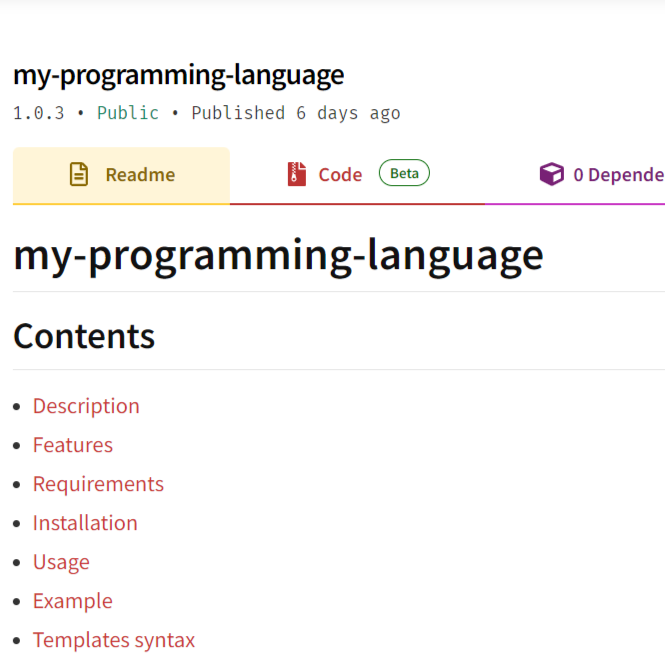 my-programming-language
1.0.3 • Public • Published 6 days ago
Readme Code Beta 0 Depende
my-programming-language
Contents
• Description
• Features
• Requirements
• Installation
• Usage
• Example
• Templates syntax